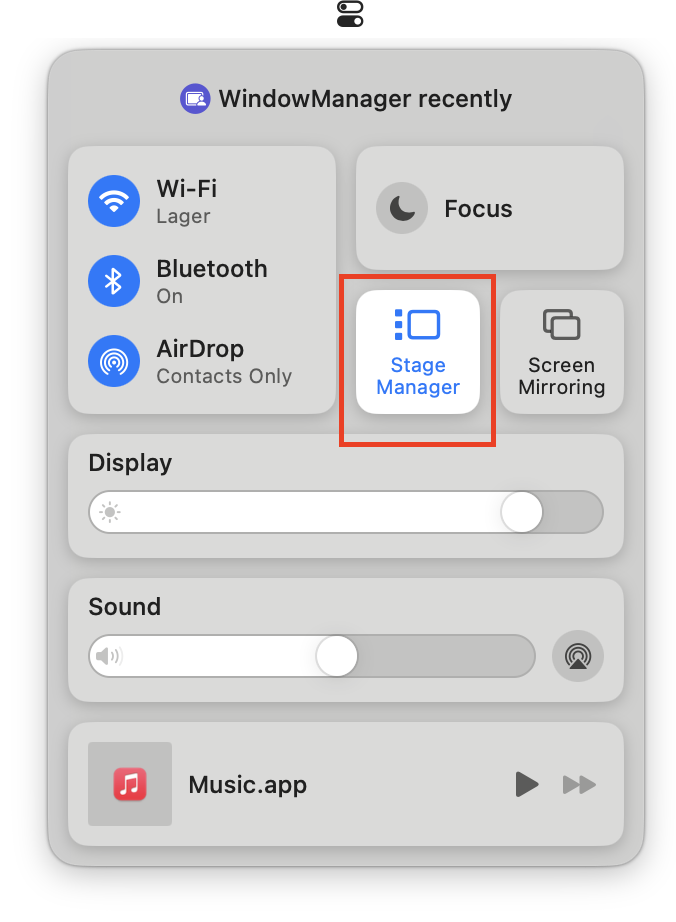 WindowManager recently
Wi-Fi
Lager
Bluetooth
On
AirDrop
Contacts Only
Focus
Stage
Manager
Screen
Mirroring
Display
Sound
Music.app